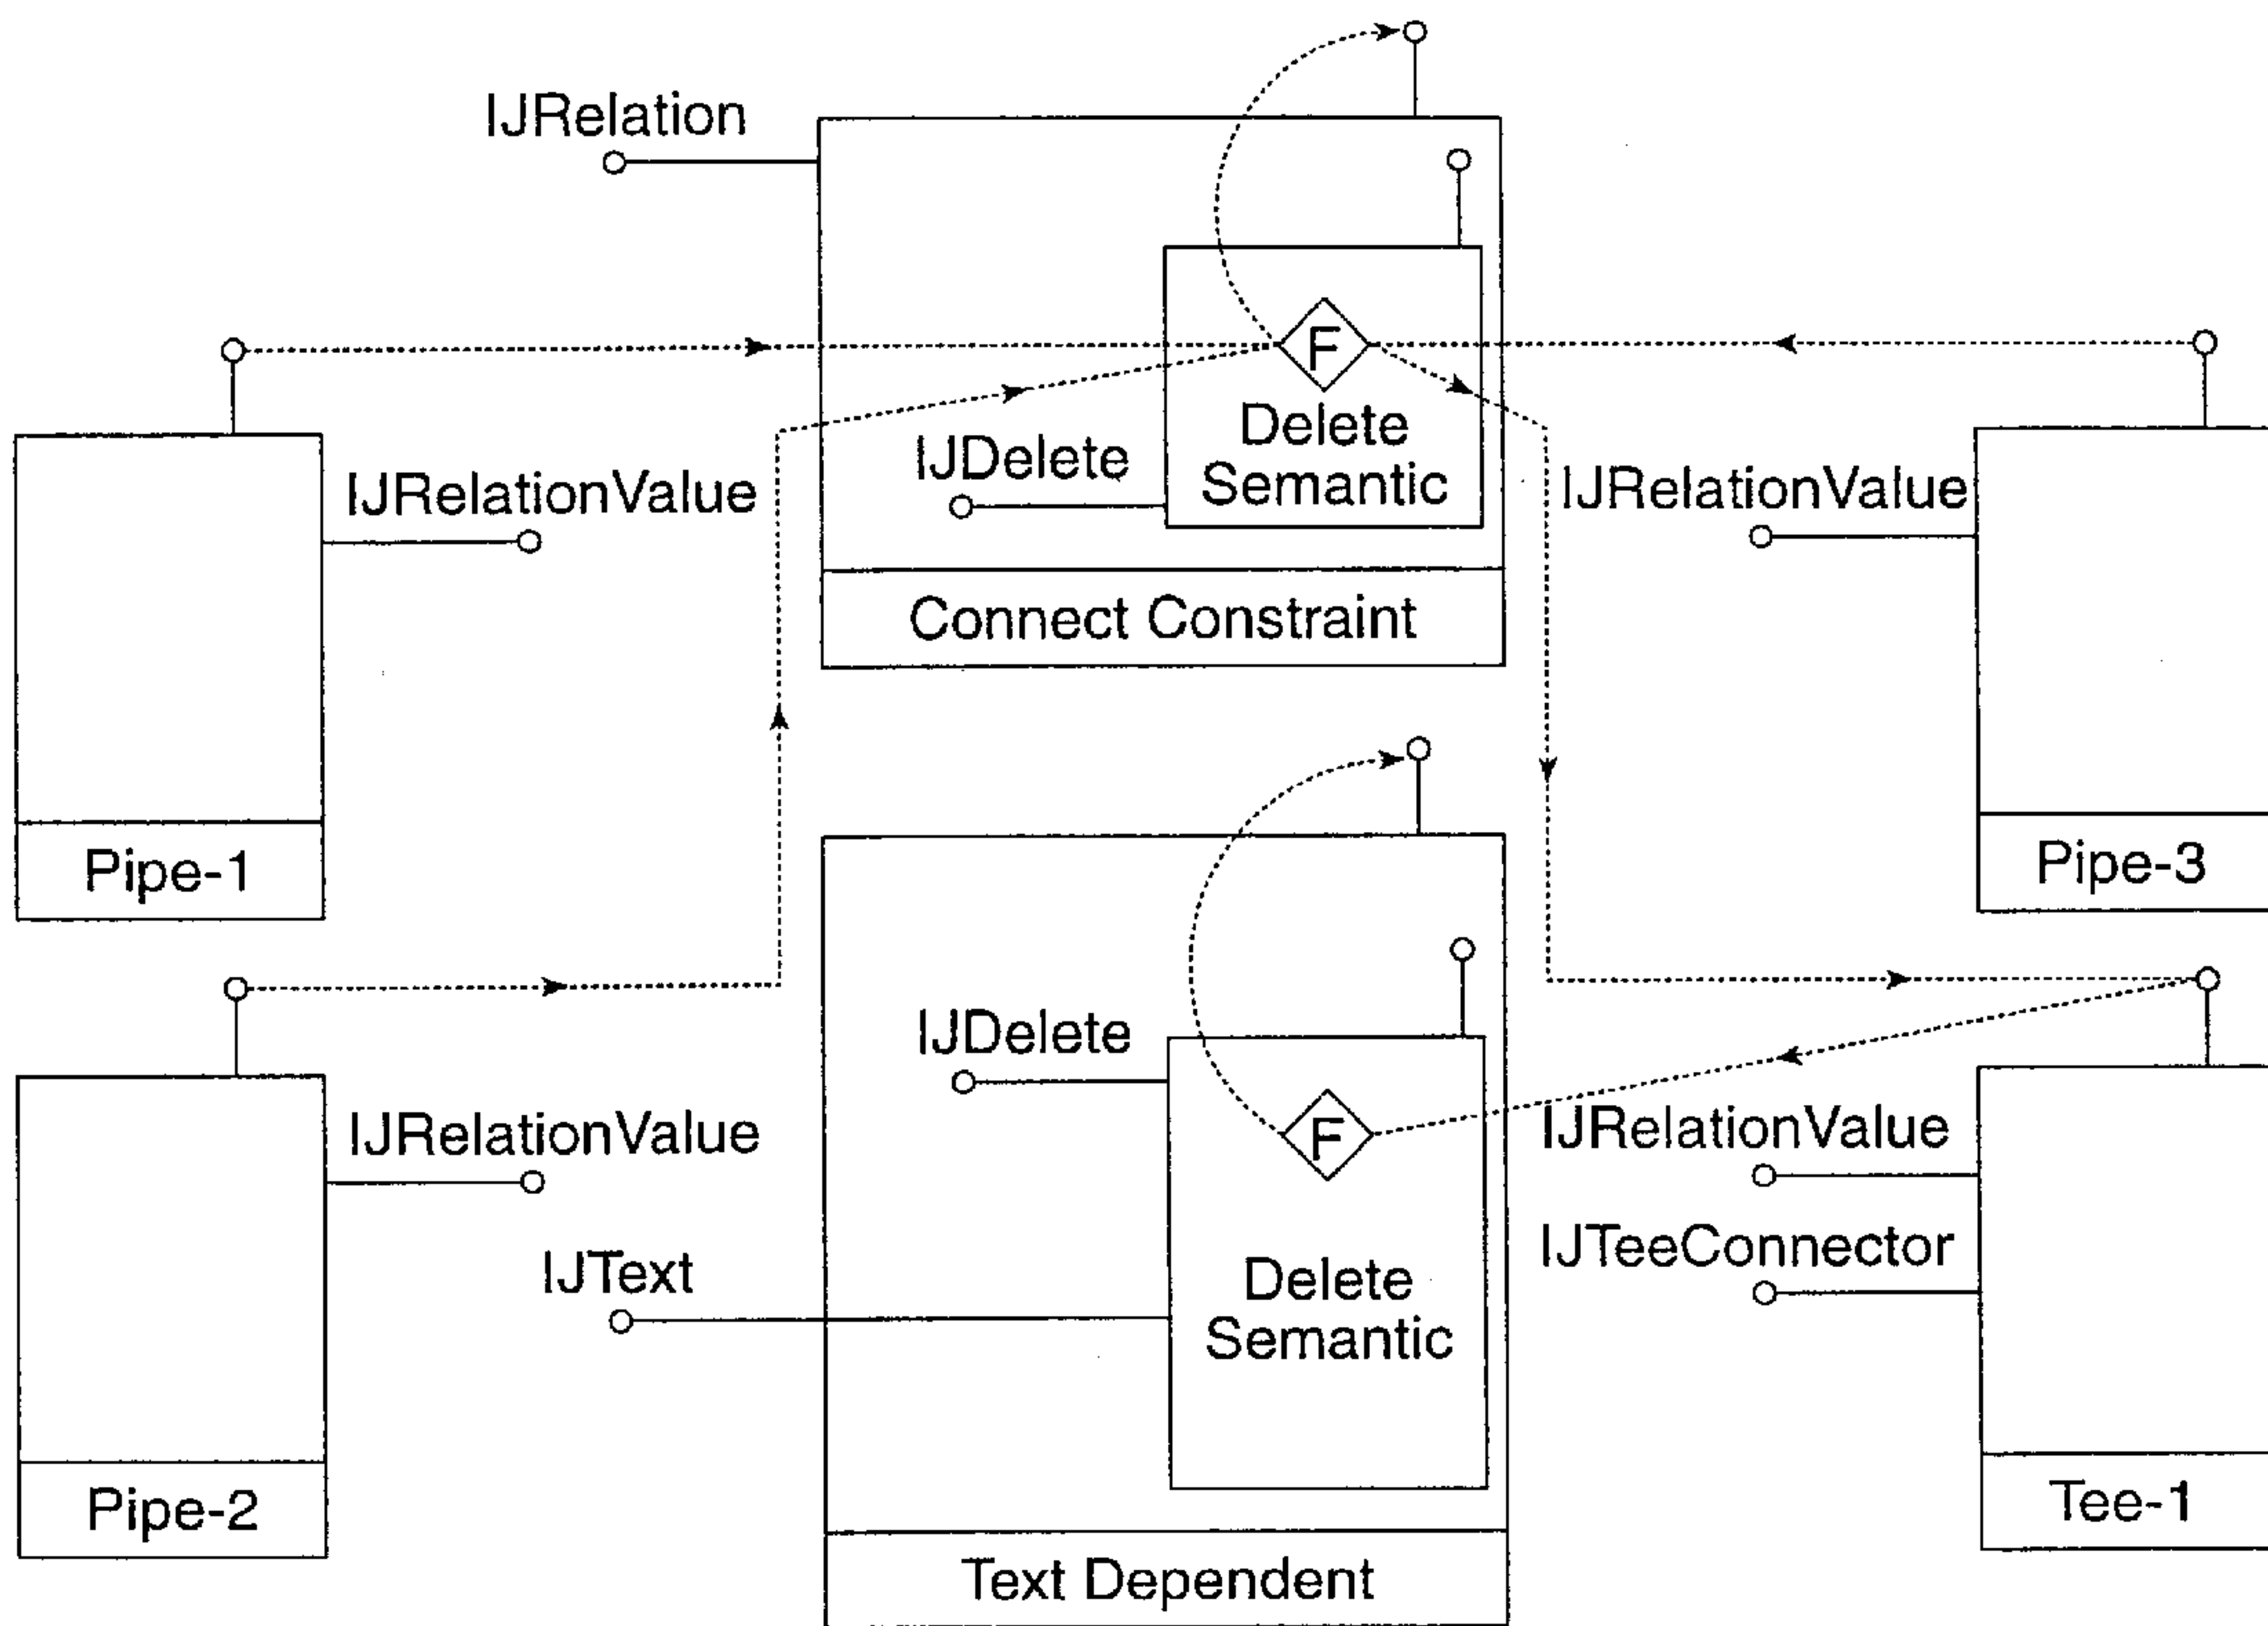 IJRelation
F
Delete
Semantic
IJDelete
IJRelationValue
IJRelationValue
Connect Constraint
Pipe-1
Pipe-3
IJDelete
F
IJRelationValue
IJRelationValue
IJTeeConnector
IJText
Delete
Semantic
Pipe-2
Tee-1
Text Dependent